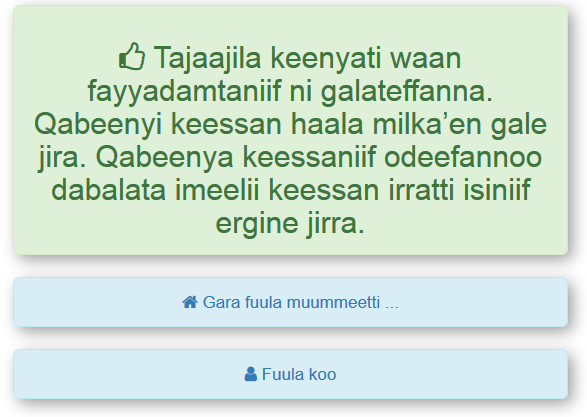 Tajaajila keenyati waan
fayyadamtaniif ni galateffanna.
Qabeenyi keessan haala milka’en gale
jira. Qabeenya keessaniif odeefannoo
dabalata imeelii keessan irratti isiniif
ergine jirra.
Gara fuula muummeetti ...
Fuula koo